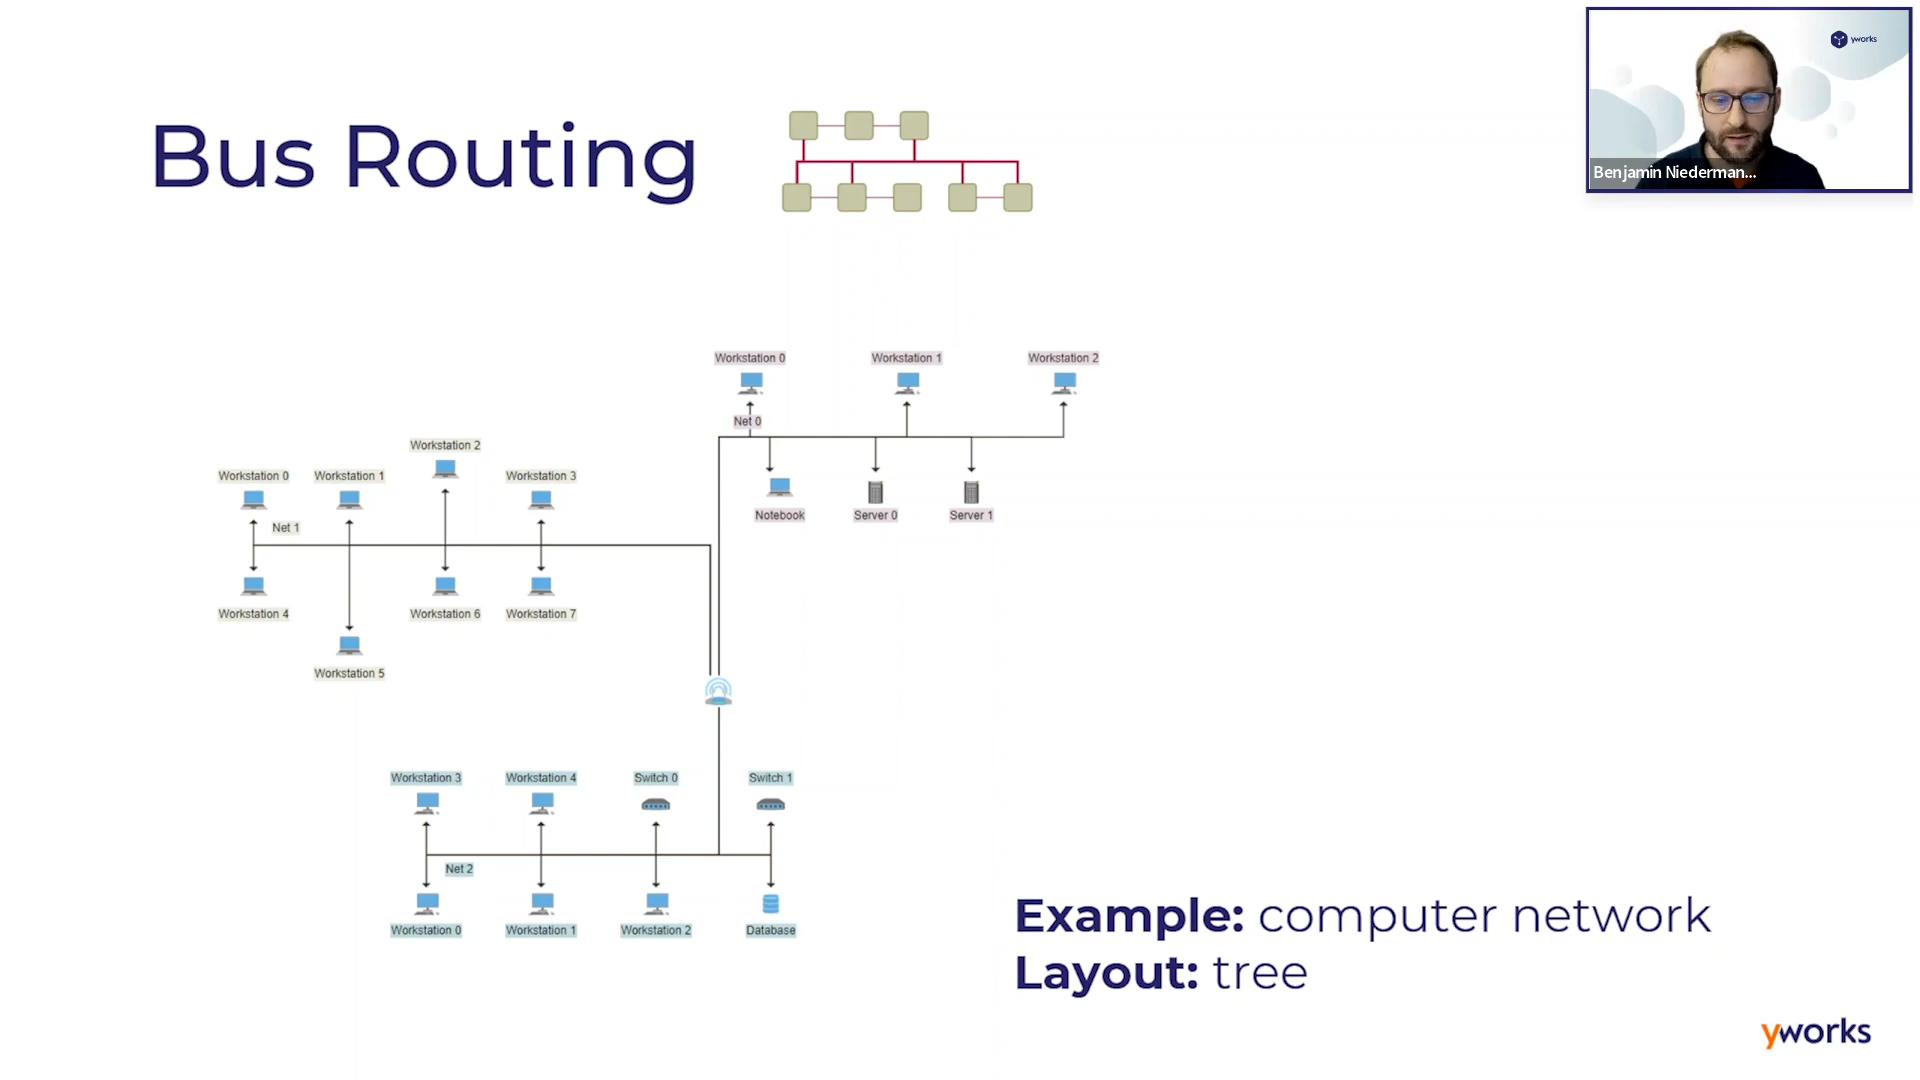 Bus Routing
yworks
Benjamin Niederman...
Workstation 0
Workstation 1
Workstation 2
Net 0
Notebook
Server 0
Server 1
Workstation 2
Workstation 0
Workstation 1
Workstation 3
Net 1
Workstation 4
Workstation 6
Workstation 7
Workstation 5
Workstation 3
Workstation 4
Switch 0
Switch 1
Net 2
Workstation 0
Workstation 1
Workstation 2
Database
Example: computer network
Layout: tree
yworks